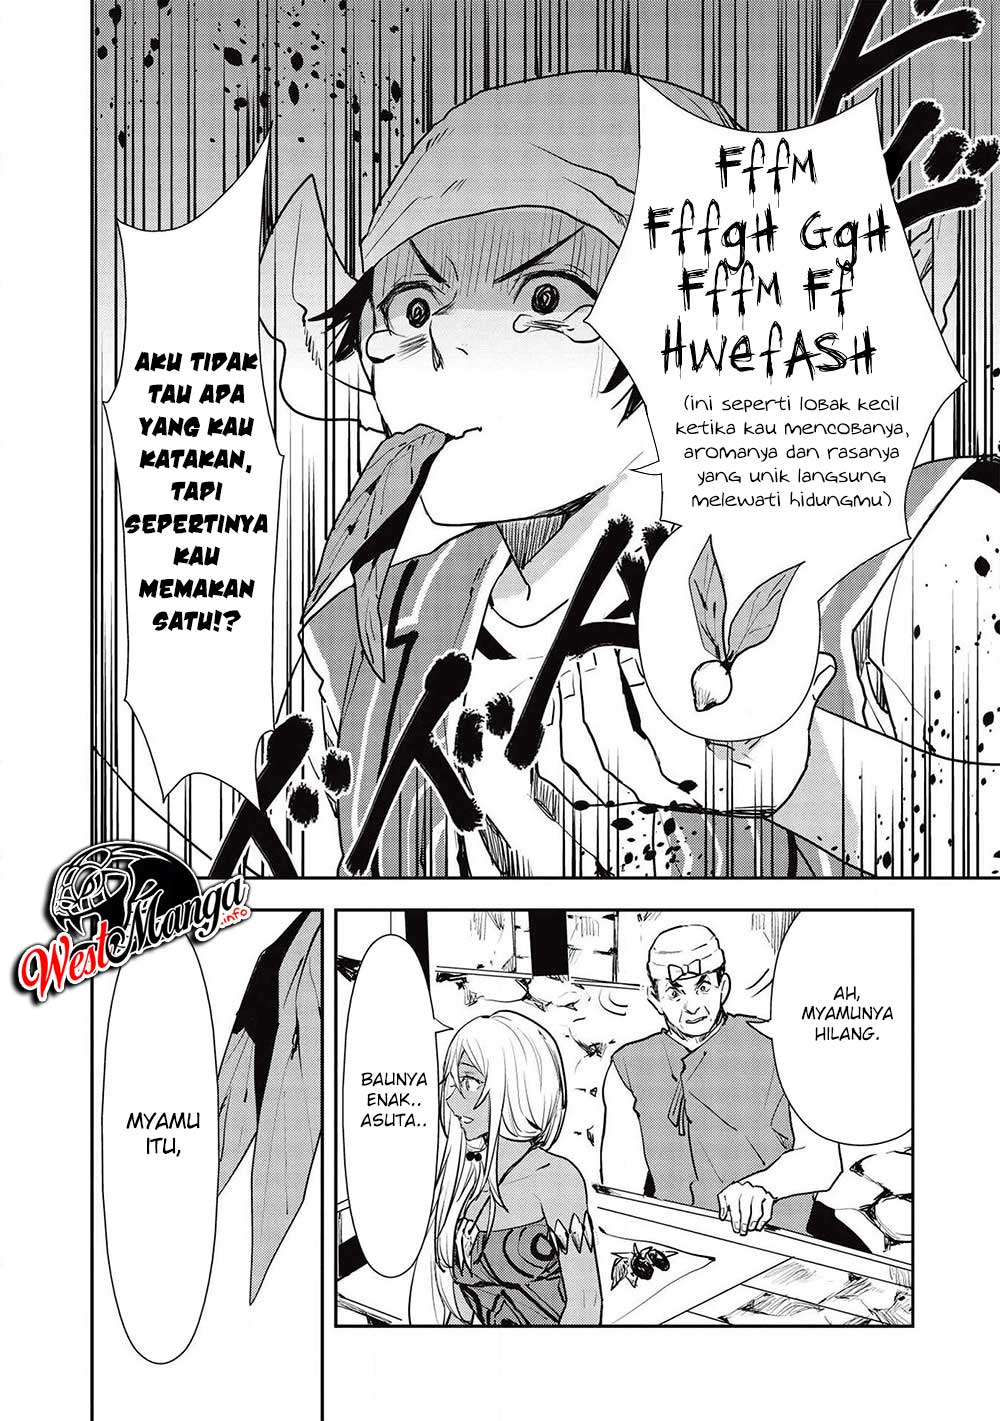 FffM
FffgH GgH
FffM Ff
HwefASH
(ini seperti lobak kecil
ketika kau mencobanya,
aromanya dan rasanya
yang unik langsung
melewati hidungmu)
AKU TIDAK
TAU APA
YANG KAU
KATAKAN,
TAPI
SEPERTINYA
KAU
MEMAKAN
SATU!?
WestManga
.info
AH,
MYAMUNYA
HILANG.
BAUNYA
ENAK..
ASUTA..
MYAMU
ITU,